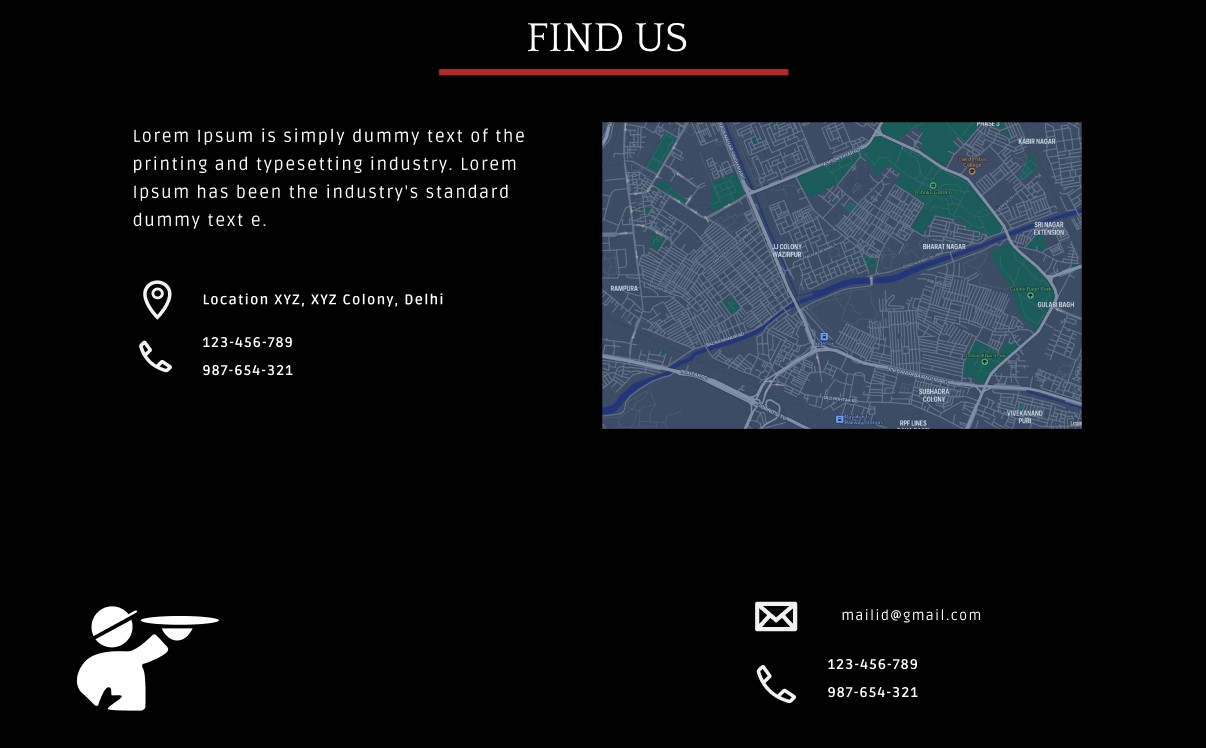 FIND US
Lorem Ipsum is simply dummy text of the
printing and typesetting industry. Lorem
Ipsum has been the industry's standard
dummy text e.
Location XYZ, XYZ Colony, Delhi
123-456-789
987-654-321
PHASE 3
KABIR NAGAR
SRI NAGAR
EXTENSION
JJ COLONY
WAZIRPUR
BHARAT NAGAR
RAMPURA
GULABI BAGH
SUBHADRA
COLONY
VIVEKANAND
PURI
RPF LINES
mailid@gmail.com
123-456-789
987-654-321